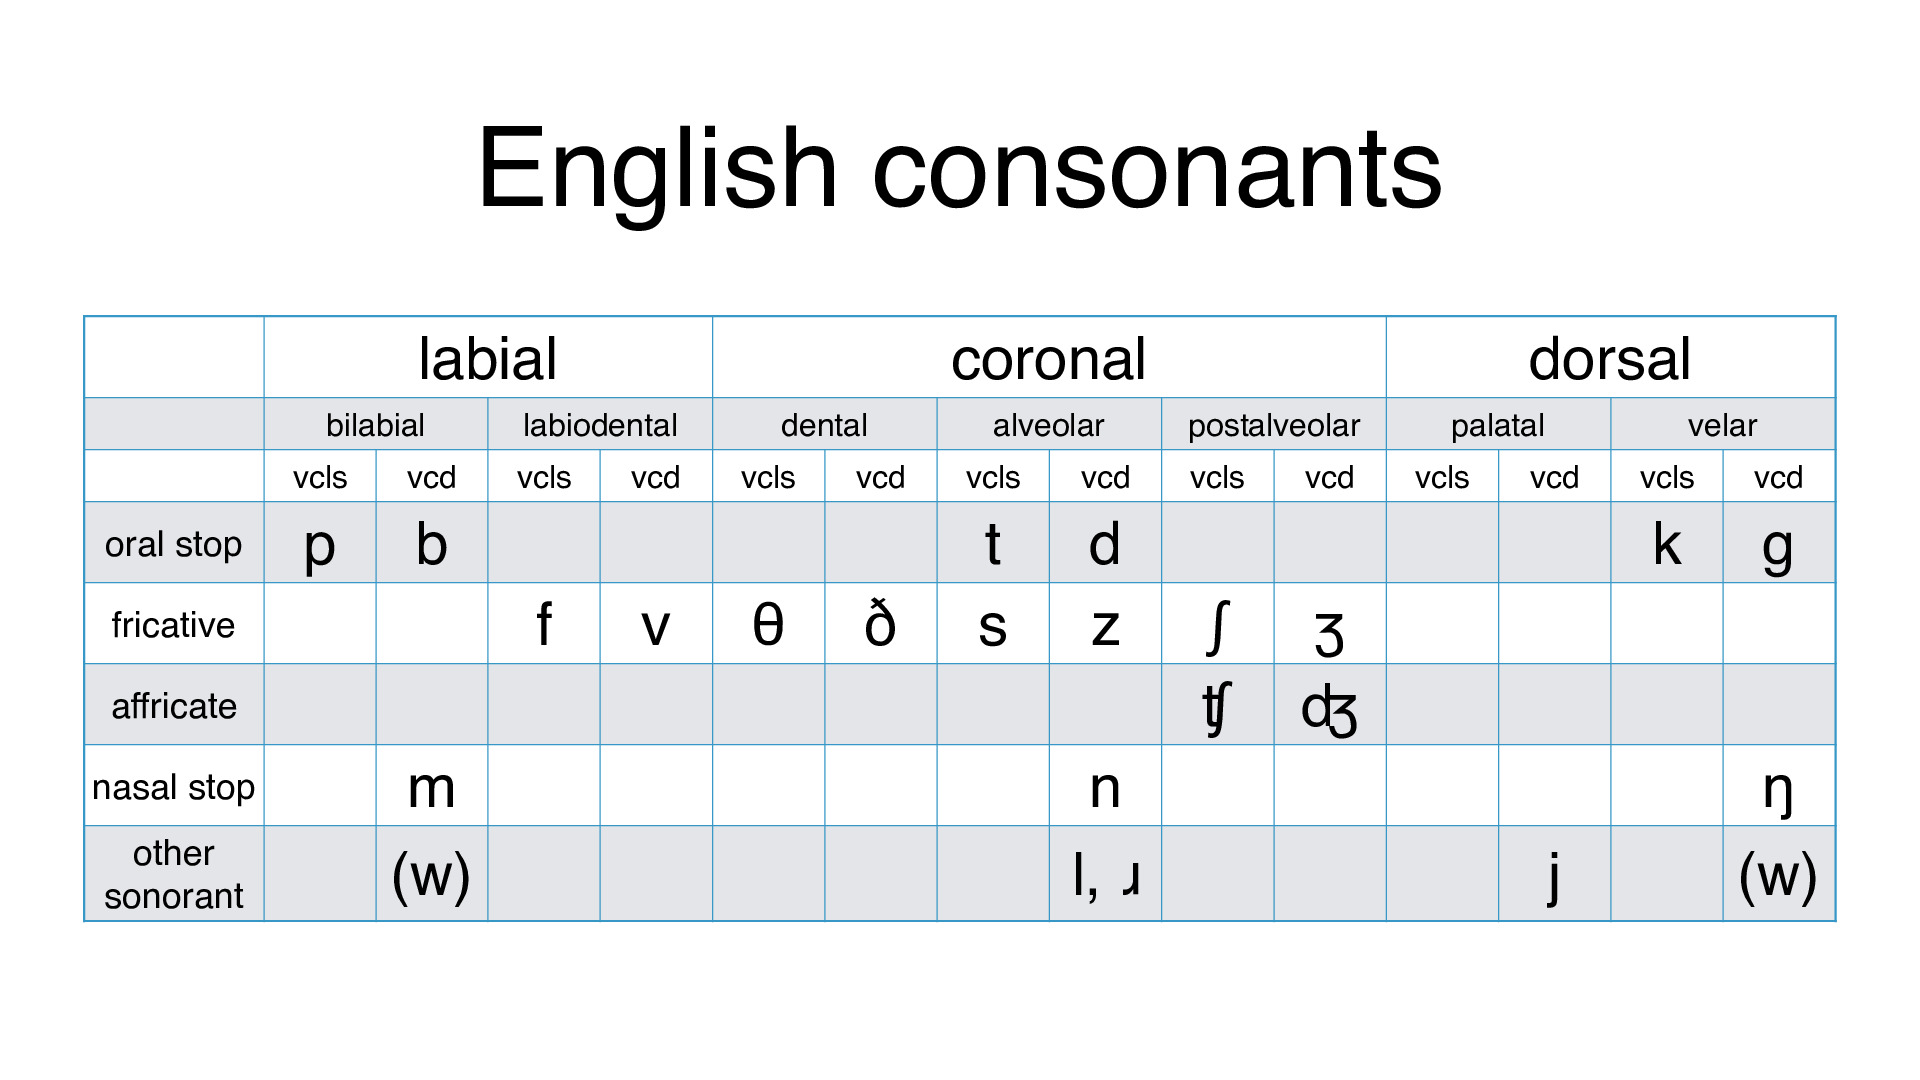 English consonants
labial coronal dorsal
bilabial labiodental dental alveolar postalveolar palatal velar
vcls vcd vcls vcd vcls vcd vcls vcd vcls vcd vcls vcd vcls vcd
oral stop p b t d k g
fricative f v θ ð s z ʃ ʒ
affricate ʧ ʤ
nasal stop m n ŋ
other
sonorant (w) l, ɹ j (w)